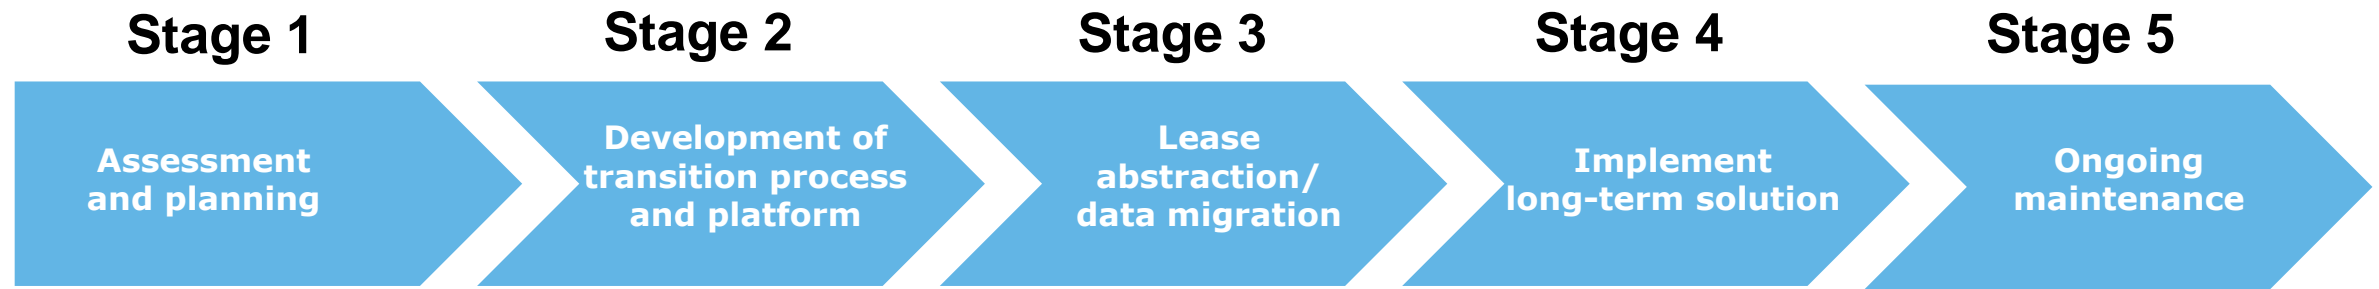 Stage 1
Stage 2
Stage 3
Stage 4
Stage 5
Assessment
and planning
Development of
transition process
and platform
Lease
abstraction/
data migration
Implement
long-term solution
Ongoing
maintenance